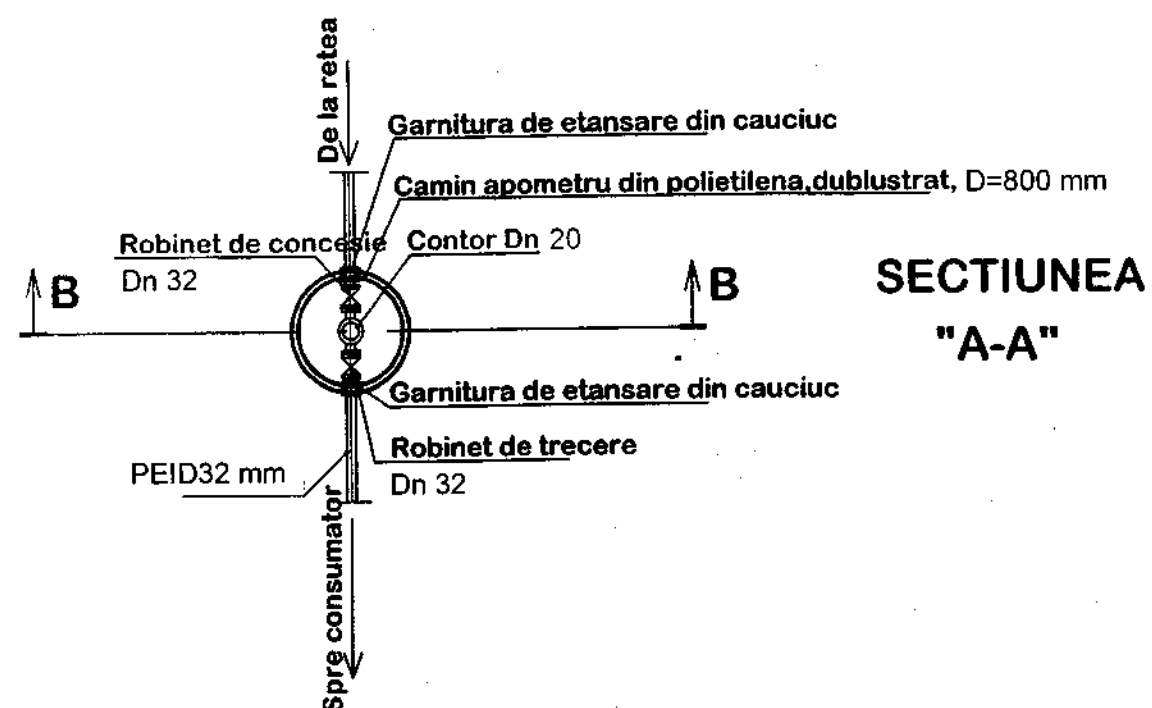 De la retea
Garnitura de etansare din cauciuc
Camin apometru din polietilena,dublustrat, D=800 mm
Robinet de concesie
Dn 32
Contor Dn 20
B
B
SECTIUNEA
"A-A"
Garnitura de etansare din cauciuc
Robinet de trecere
Dn 32
PEID32 mm
Spre consumator